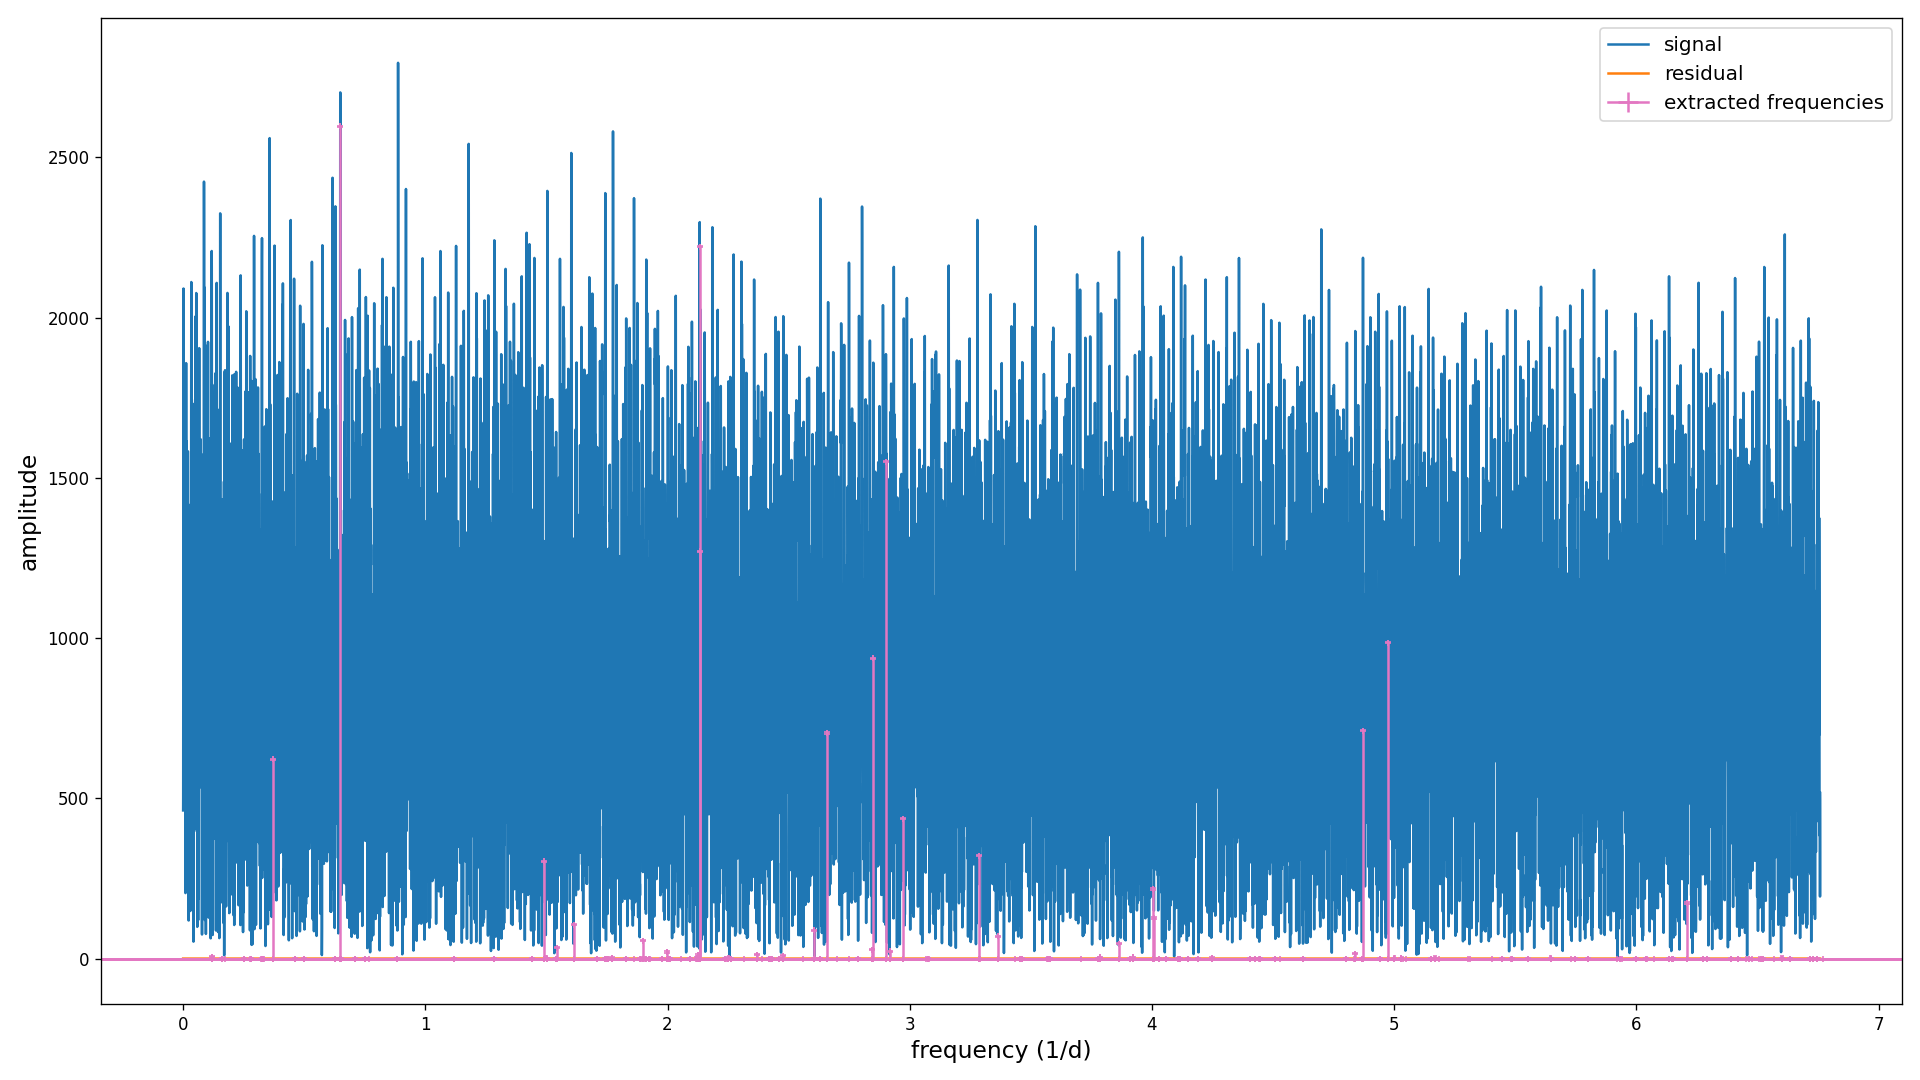 signal
residual
extracted frequencies
amplitude
2500
2000
1500
1000
500
0
0 1 2 3 4 5 6 7
frequency (1/d)